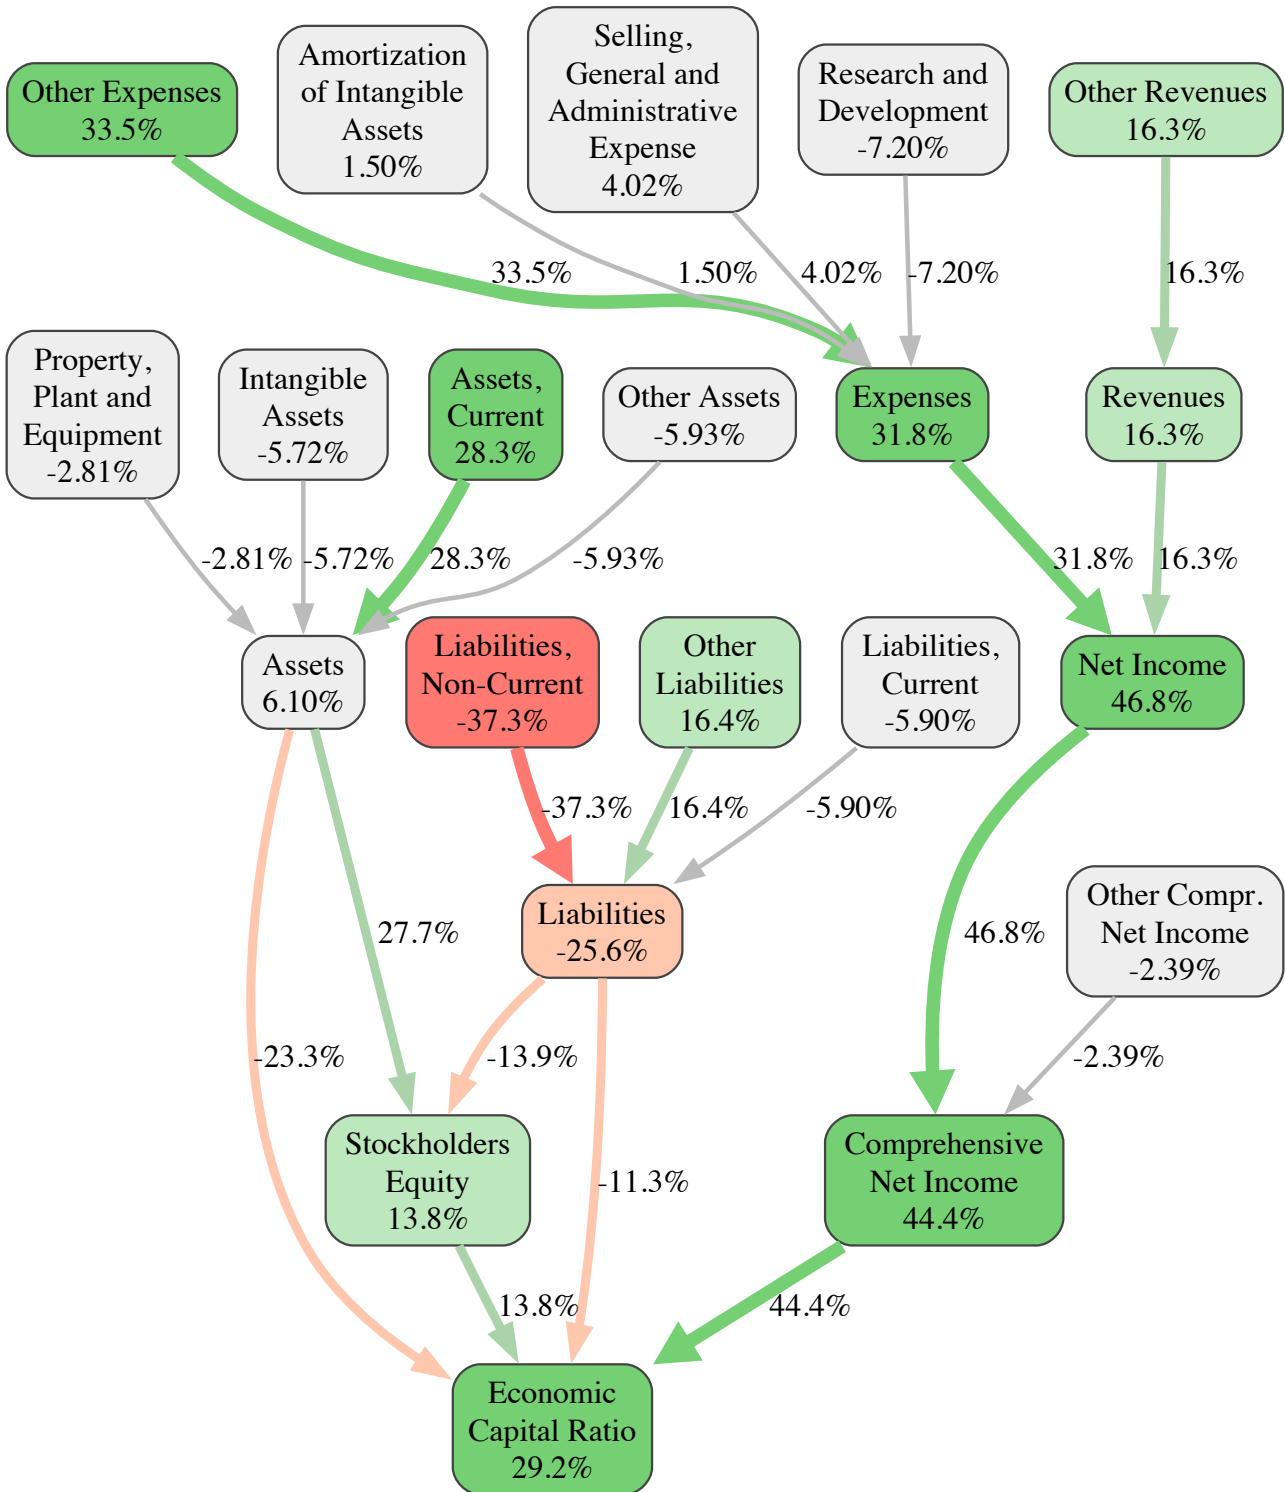 Other Expenses
33.5%
Amortization
of Intangible
Assets
1.50%
Selling,
General and
Administrative
Expense
4.02%
Research and
Development
-7.20%
Other Revenues
16.3%
33.5%
1.50%
4.02%
-7.20%
16.3%
Property,
Plant and
Equipment
-2.81%
Intangible
Assets
-5.72%
Assets,
Current
28.3%
Other Assets
-5.93%
Expenses
31.8%
Revenues
16.3%
-2.81%
-5.72%
28.3%
-5.93%
31.8%
16.3%
Assets
6.10%
Liabilities,
Non-Current
-37.3%
Other
Liabilities
16.4%
Liabilities,
Current
-5.90%
Net Income
46.8%
-37.3%
16.4%
-5.90%
Liabilities
-25.6%
27.7%
46.8%
Other Compr.
Net Income
-2.39%
-23.3%
-13.9%
-2.39%
Stockholders
Equity
13.8%
-11.3%
Comprehensive
Net Income
44.4%
13.8%
44.4%
Economic
Capital Ratio
29.2%